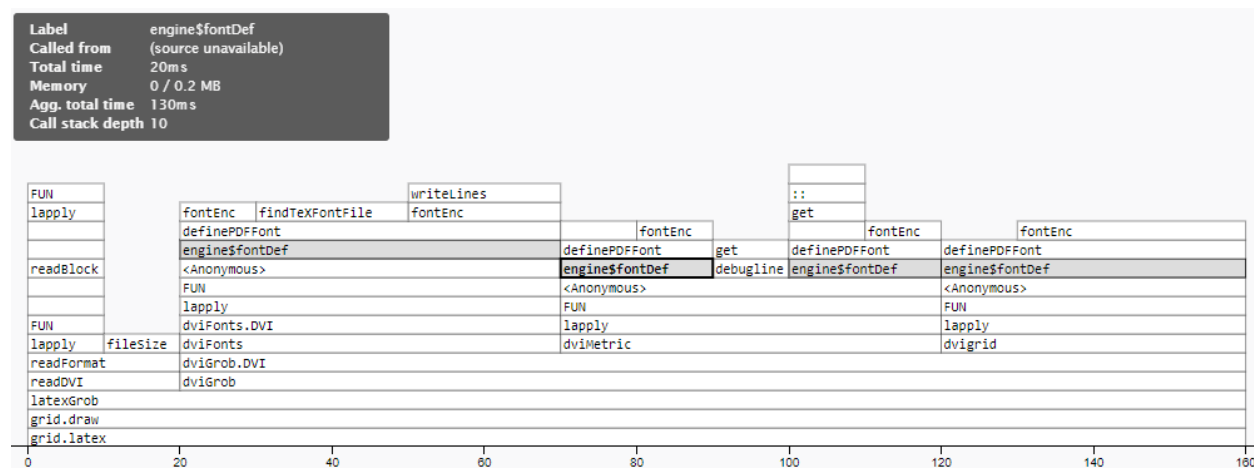 Label engine$fontDef
Called from (source unavailable)
Total time 20ms
Memory 0 / 0.2 MB
Agg. total time 130ms
Call stack depth 10
FUN writeLines ::
lapply fontEnc findTeXFontFile fontEnc get
definePDFFont fontEnc fontEnc fontEnc
engine$fontDef definePDFFont get definePDFFont definePDFFont
readBlock <Anonymous> engine$fontDef debugline engine$fontDef engine$fontDef
FUN <Anonymous> <Anonymous>
lapply FUN FUN
FUN dviFonts.DVI lapply lapply
lapply fileSize dviFonts dviMetric dvigrid
readFormat dviGrob.DVI
readDVI dviGrob
latexGrob
grid.draw
grid.latex
0 20 40 60 80 100 120 140 160